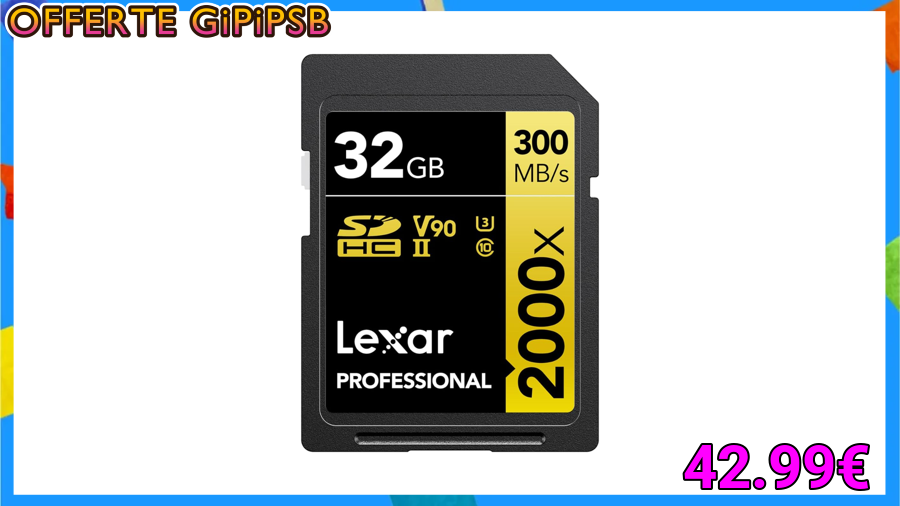 OFFERTE GiPiPSB
32GB
300
MB/s
SD
HC
V90
II
3
10
2000x
Lexar
PROFESSIONAL
42.99€